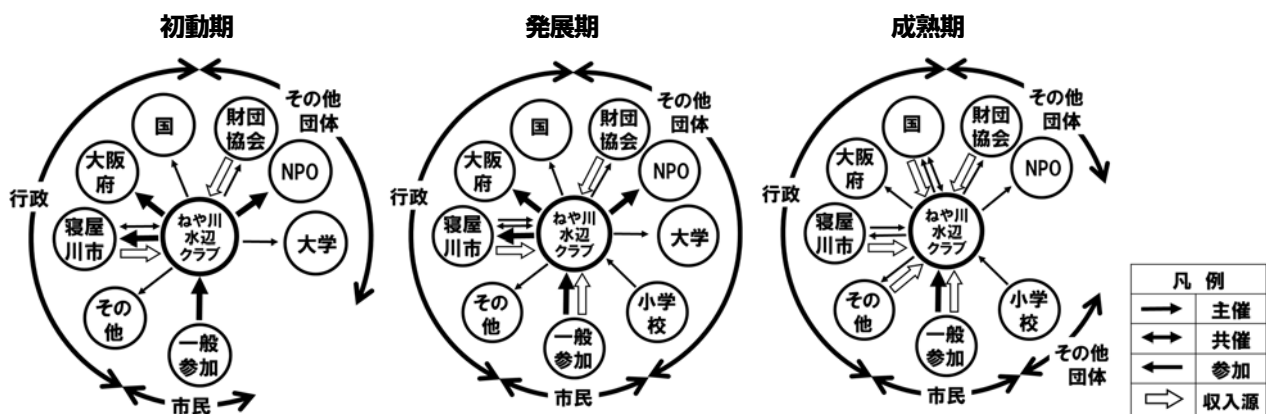 初動期
その他
団体
国
財団
協会
大阪
府
NPO
行政
ねや川
水辺
クラブ
寝屋
川市
大学
その
他
一般
参加
市民
発展期
その他
団体
国
財団
協会
大阪
府
NPO
行政
ねや川
水辺
クラブ
寝屋
川市
大学
その
他
小学
校
一般
参加
市民
成熟期
その他
団体
国
財団
協会
大阪
府
NPO
行政
ねや川
水辺
クラブ
寝屋
川市
その
他
小学
校
一般
参加
その他
団体
市民
凡 例
主催
共催
参加
収入源